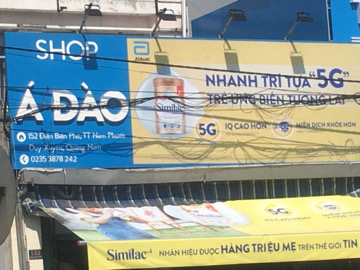 SHOP
Á ĐÀO
152 Điện Biên Phủ, TT Nam Phước
Duy Xuyên, Quảng Nam
0235 3878 242
Abbott
NHANH TRÍ TỰA "5G"
TRẺ ỨNG BIẾN TƯƠNG LAI
Similac
5G
IQ CAO HƠN
HIỆN DỊCH KHỎE HƠN
5G
Similac
NHÃN HIỆU ĐƯỢC HÀNG TRIỆU MẸ TRÊN THẾ GIỚI TIN